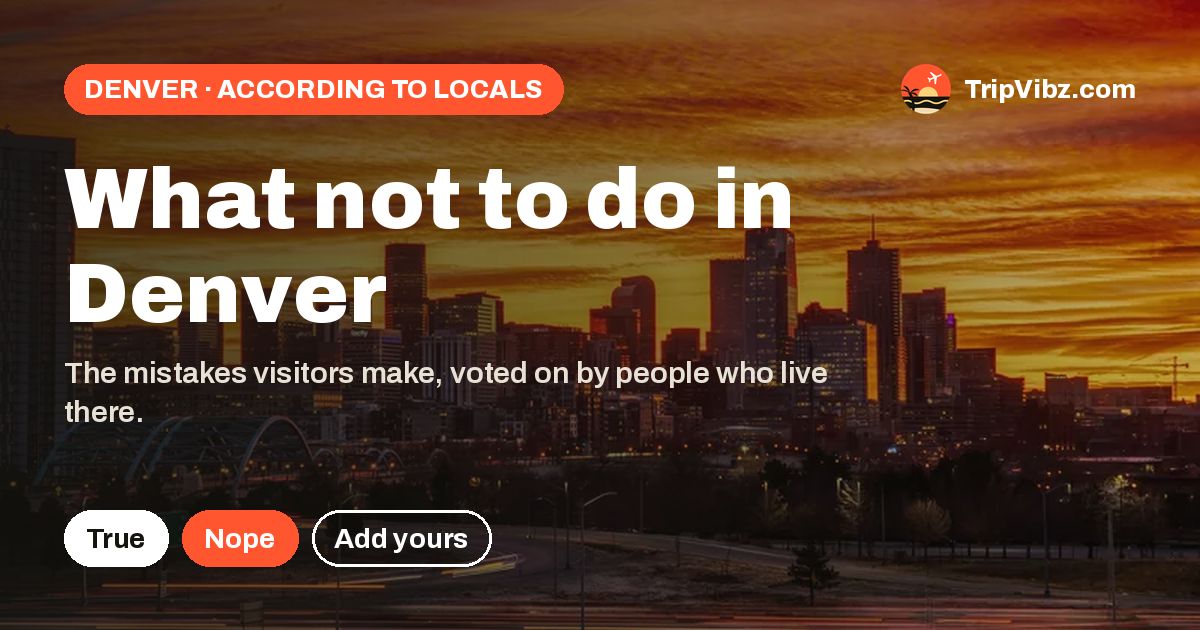 DENVER · ACCORDING TO LOCALS
TripVibz.com
What not to do in
Denver
The mistakes visitors make, voted on by people who live
there.
True
Nope
Add yours